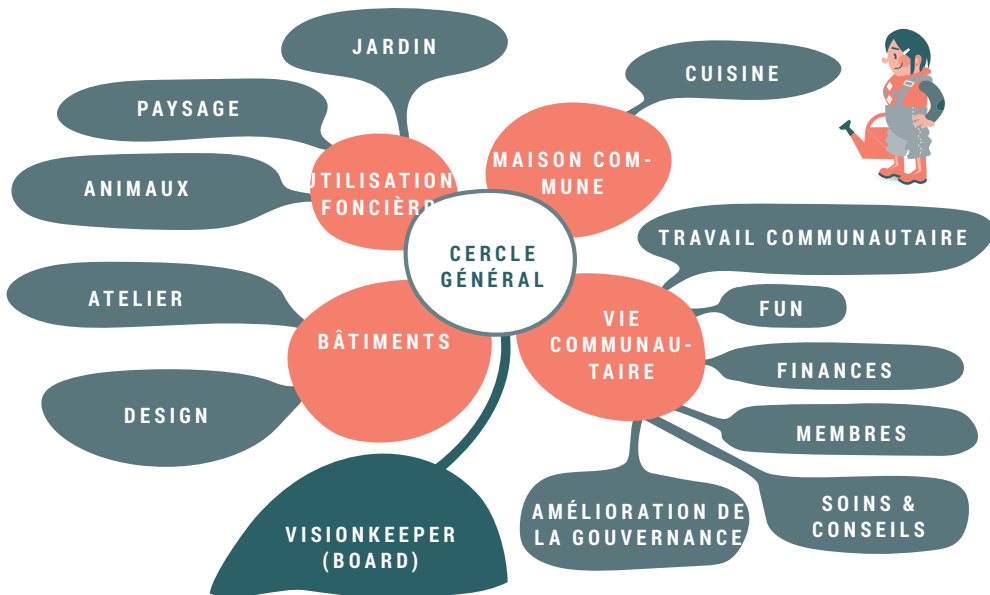 JARDIN
CUISINE
PAYSAGE
MAISON COM-
MUNE
UTILISATION
FONCIÈRE
ANIMAUX
CERCLE
GÉNÉRAL
TRAVAIL COMMUNAUTAIRE
ATELIER
FUN
BÂTIMENTS
VIE
COMMUNAU-
TAIRE
FINANCES
DESIGN
MEMBRES
VISIONKEEPER
(BOARD)
AMÉLIORATION DE
LA GOUVERNANCE
SOINS &
CONSEILS